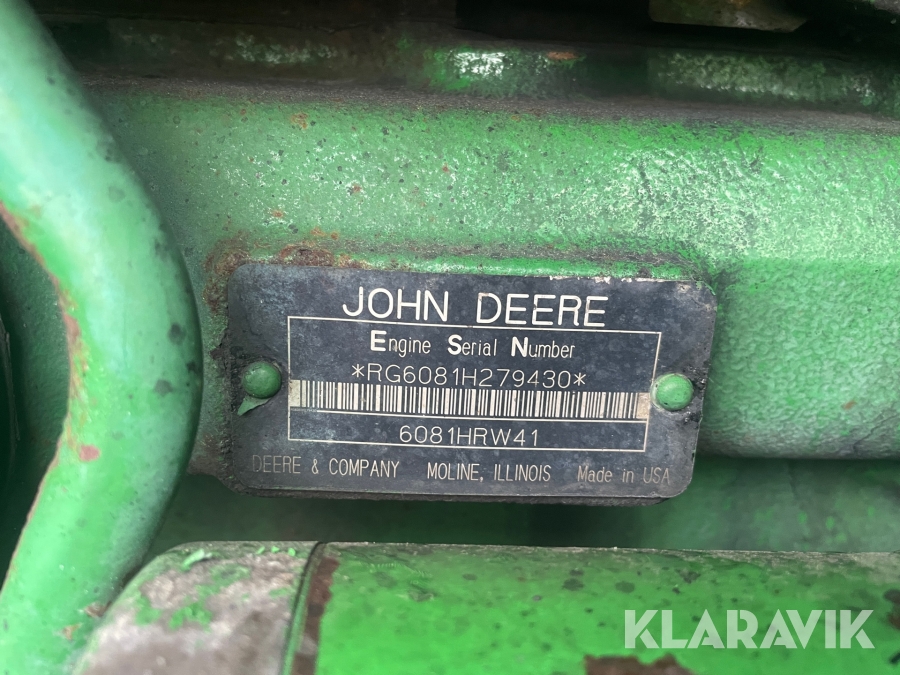 JOHN DEERE
Engine Serial Number
*RG6081H279430*
6081HRW41
DEERE & COMPANY MOLINE, ILLINOIS Made in USA
KLARAVIK